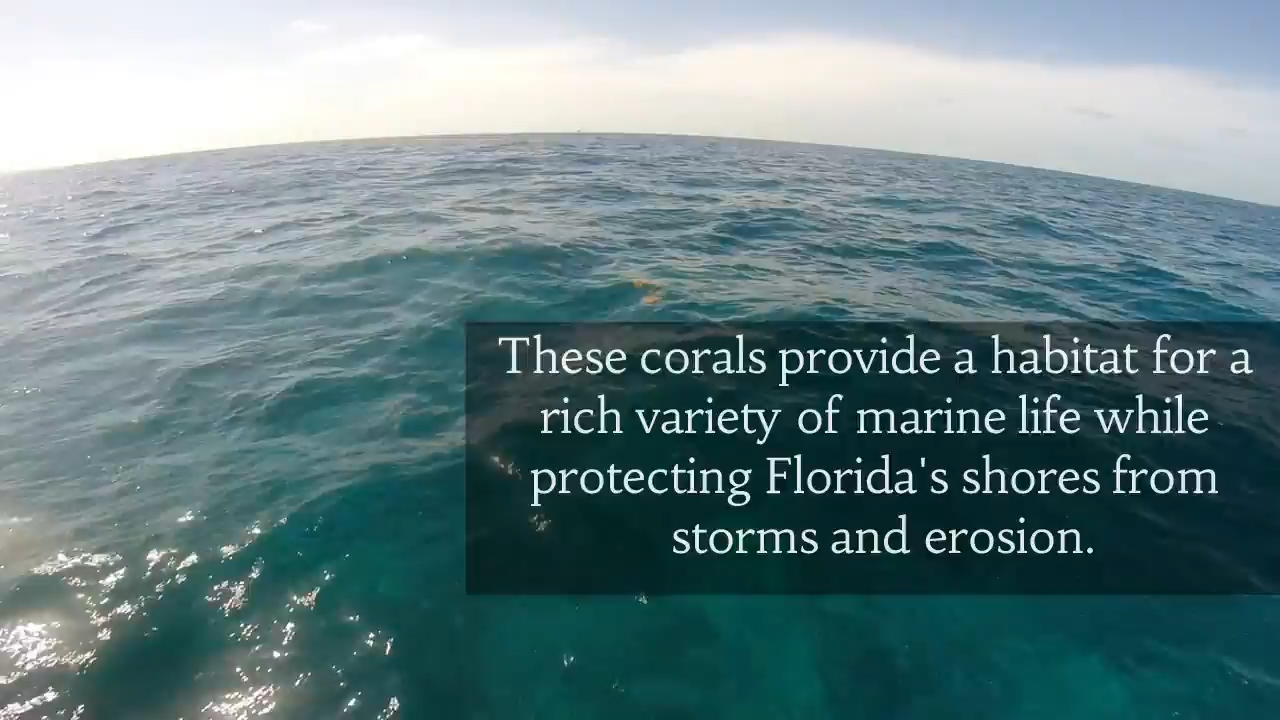 These corals provide a habitat for a
rich variety of marine life while
protecting Florida's shores from
storms and erosion.